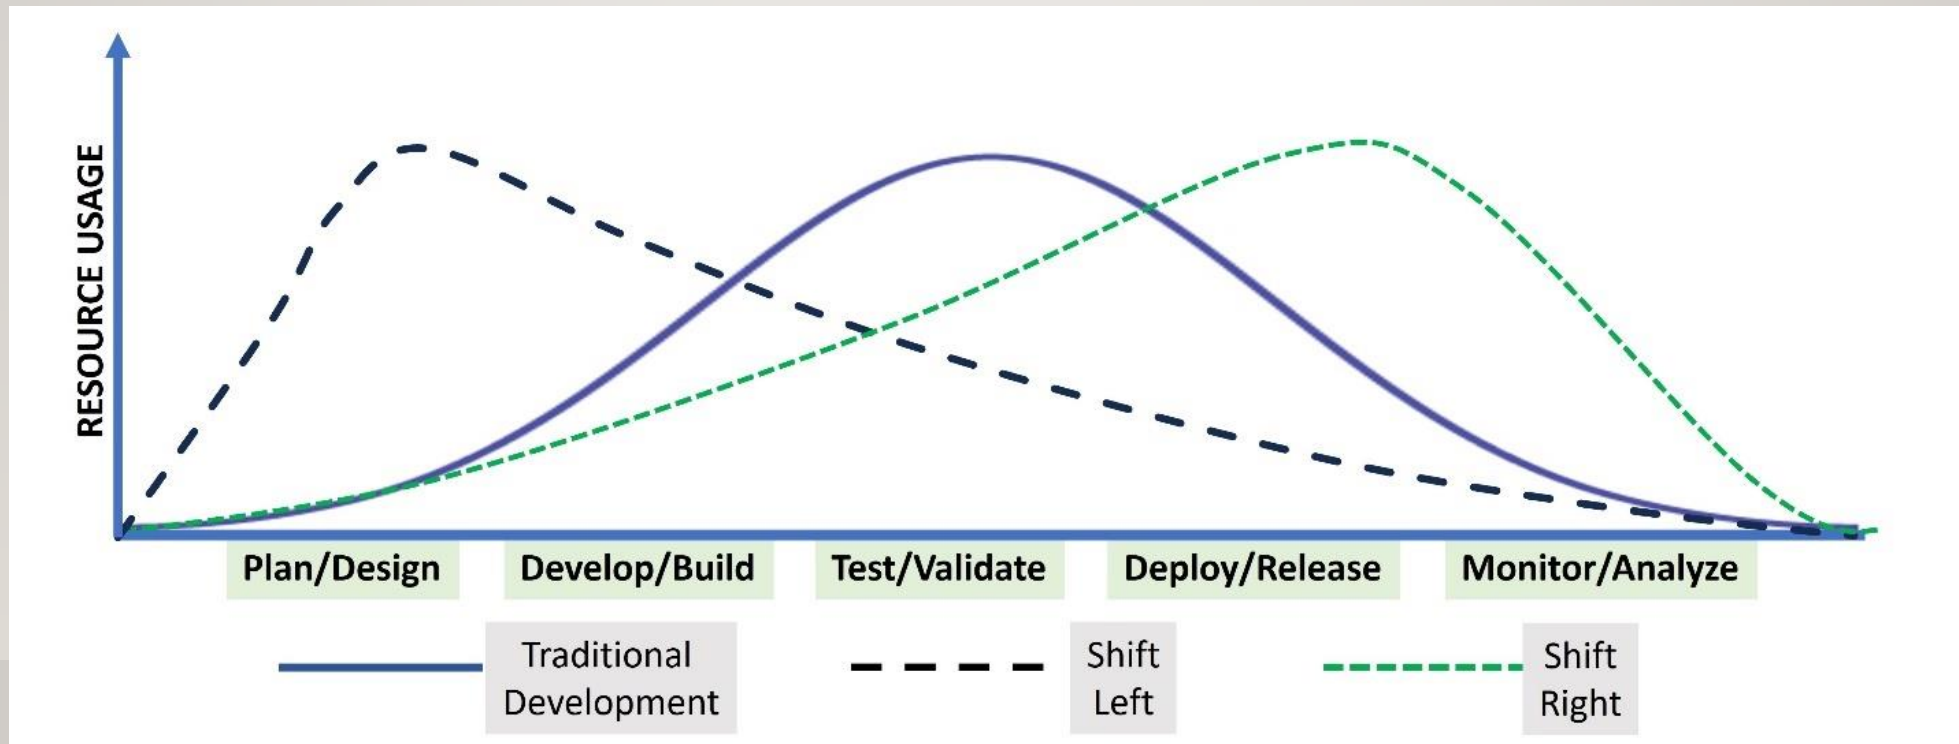 RESOURCE USAGE
Plan/Design
Develop/Build
Test/Validate
Deploy/Release
Monitor/Analyze
Traditional
Development
Shift
Left
Shift
Right